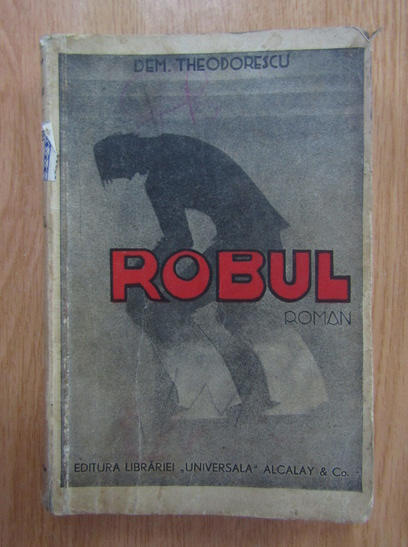 DEM. THEODORESCU
ROBUL
ROMAN
EDITURA LIBRĂRIEI „UNIVERSALA" ALCALAY & Co.